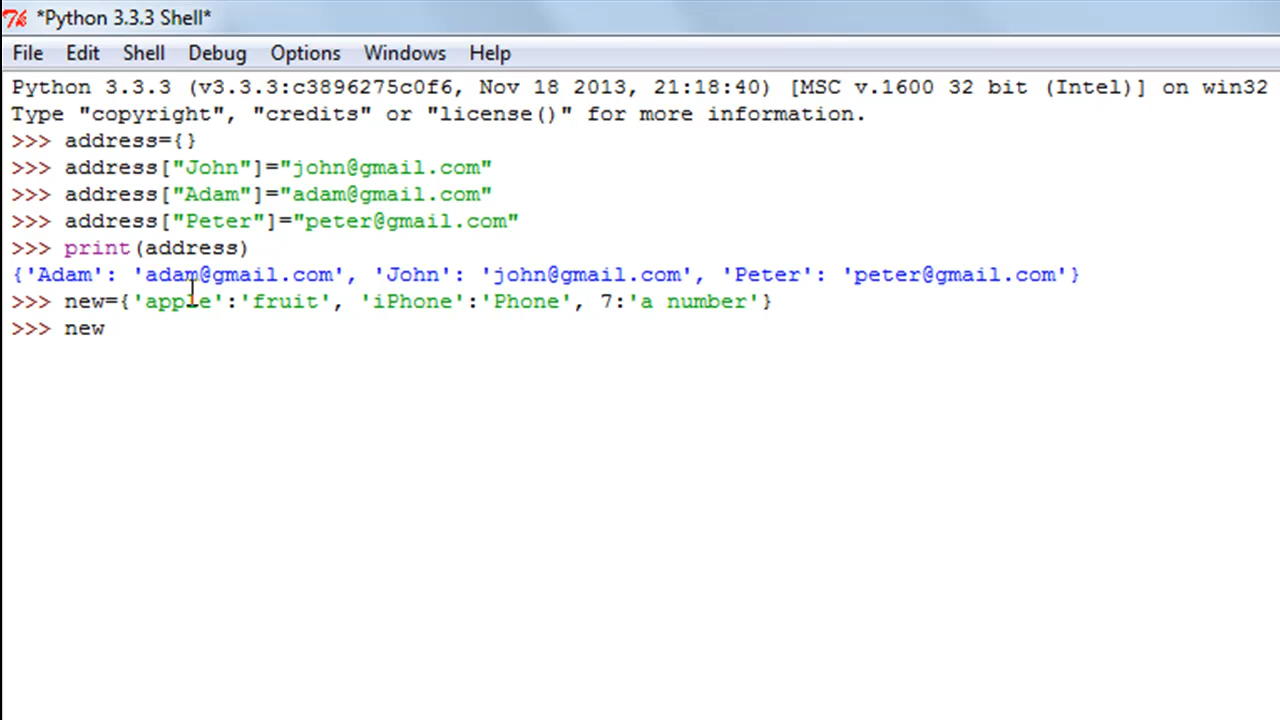 *Python 3.3.3 Shell*
File Edit Shell Debug Options Windows Help
Python 3.3.3 (v3.3.3:c3896275c0f6, Nov 18 2013, 21:18:40) [MSC v.1600 32 bit (Intel)] on win32
Type "copyright", "credits" or "license()" for more information.
>>> address={}
>>> address["John"]="john@gmail.com"
>>> address["Adam"]="adam@gmail.com"
>>> address["Peter"]="peter@gmail.com"
>>> print(address)
{'Adam': 'adam@gmail.com', 'John': 'john@gmail.com', 'Peter': 'peter@gmail.com'}
>>> new={'apple':'fruit', 'iPhone':'Phone', 7:'a number'}
>>> new